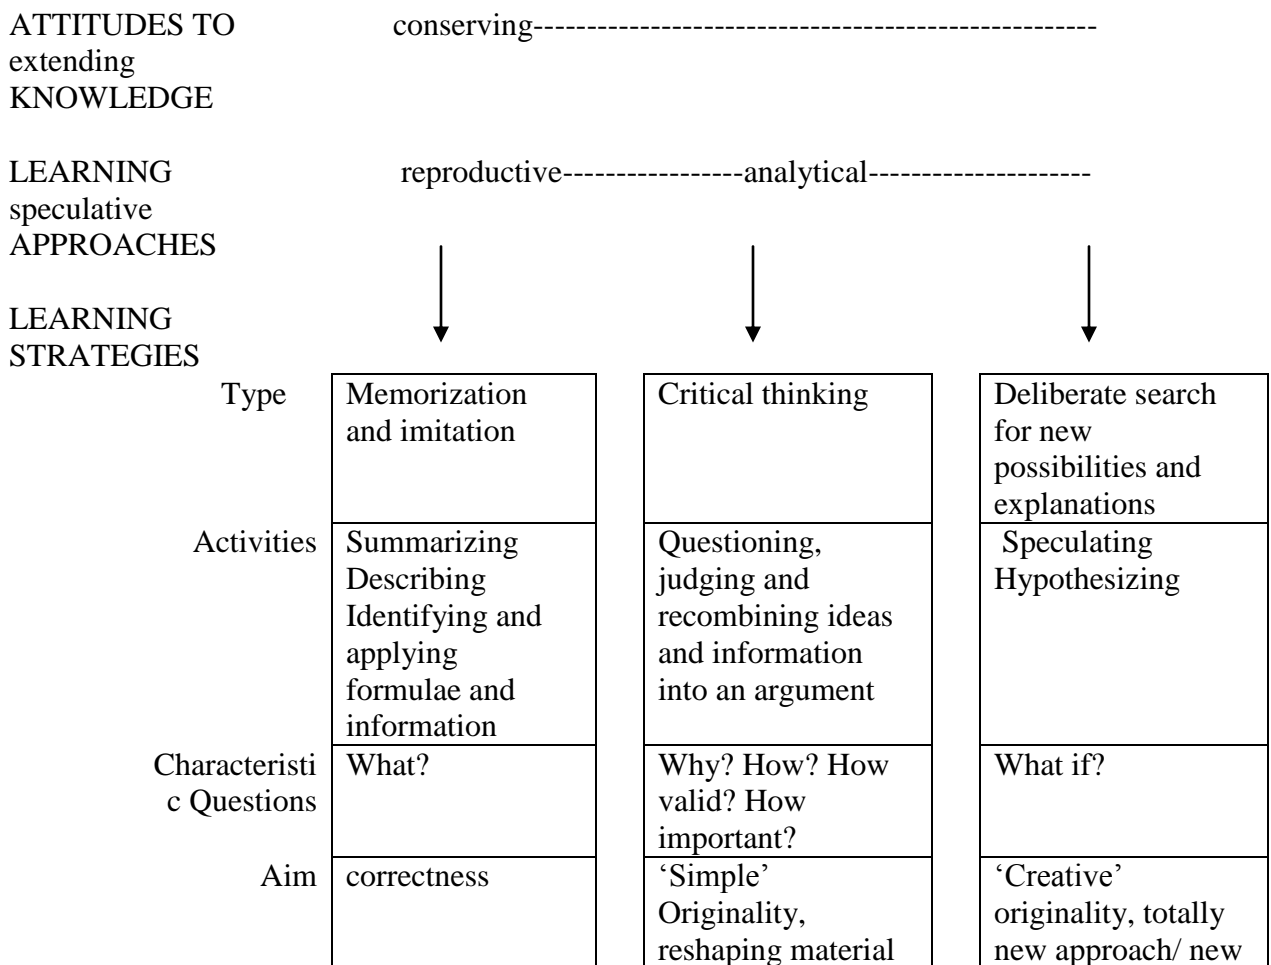 ATTITUDES TO conserving-----------------------------------------------------
extending
KNOWLEDGE
LEARNING reproductive-----------------analytical---------------------
speculative
APPROACHES
LEARNING
STRATEGIES
Type
Memorization
and imitation
Critical thinking
Deliberate search
for new
possibilities and
explanations
Activities
Summarizing
Describing
Identifying and
applying
formulae and
information
Questioning,
judging and
recombining ideas
and information
into an argument
Speculating
Hypothesizing
Characteristi
c Questions
What?
Why? How? How
valid? How
important?
What if?
Aim
correctness
‘Simple’
Originality,
reshaping material
‘Creative’
originality, totally
new approach/ new